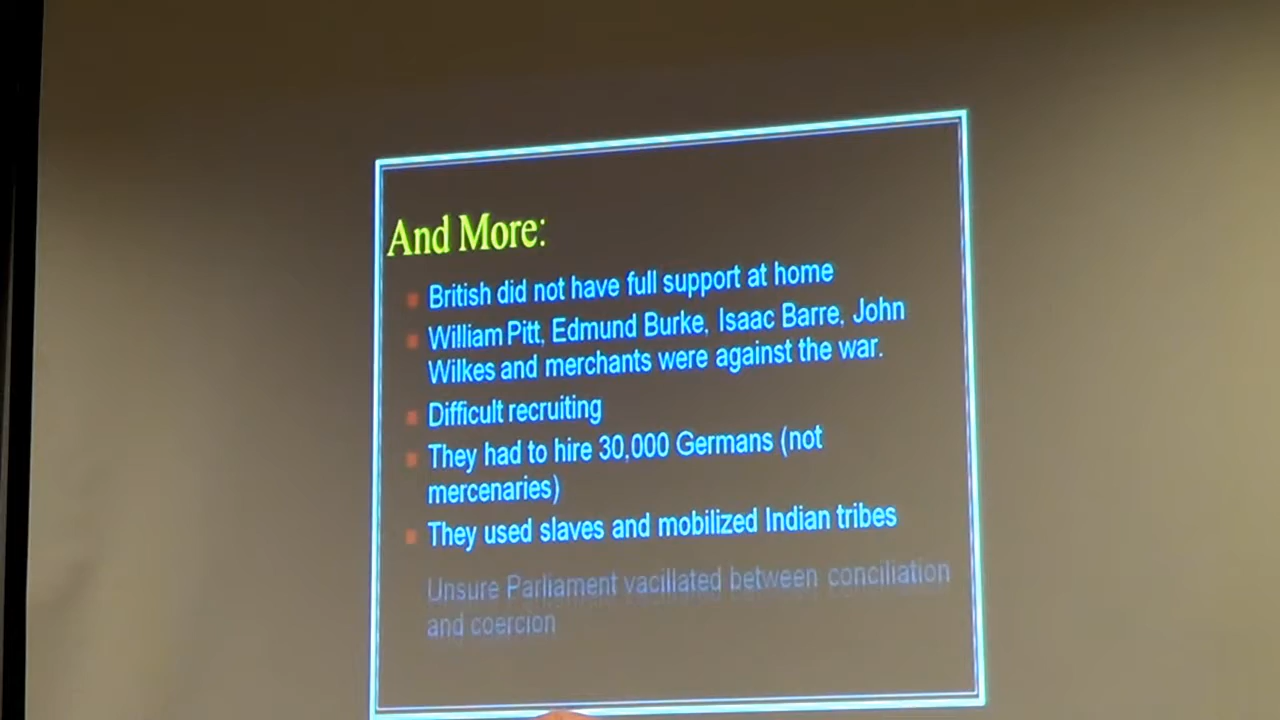 And More:
British did not have full support at home
William Pitt, Edmund Burke, Isaac Barre, John
Wilkes and merchants were against the war.
Difficult recruiting
They had to hire 30,000 Germans (not
mercenaries)
They used slaves and mobilized Indian tribes
Unsure Parliament vacillated between conciliation
and coercion